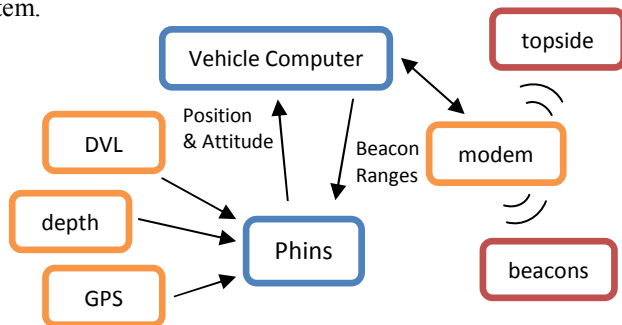 tem.
topside
Vehicle Computer
Position
& Attitude
Beacon
Ranges
modem
DVL
depth
Phins
GPS
beacons